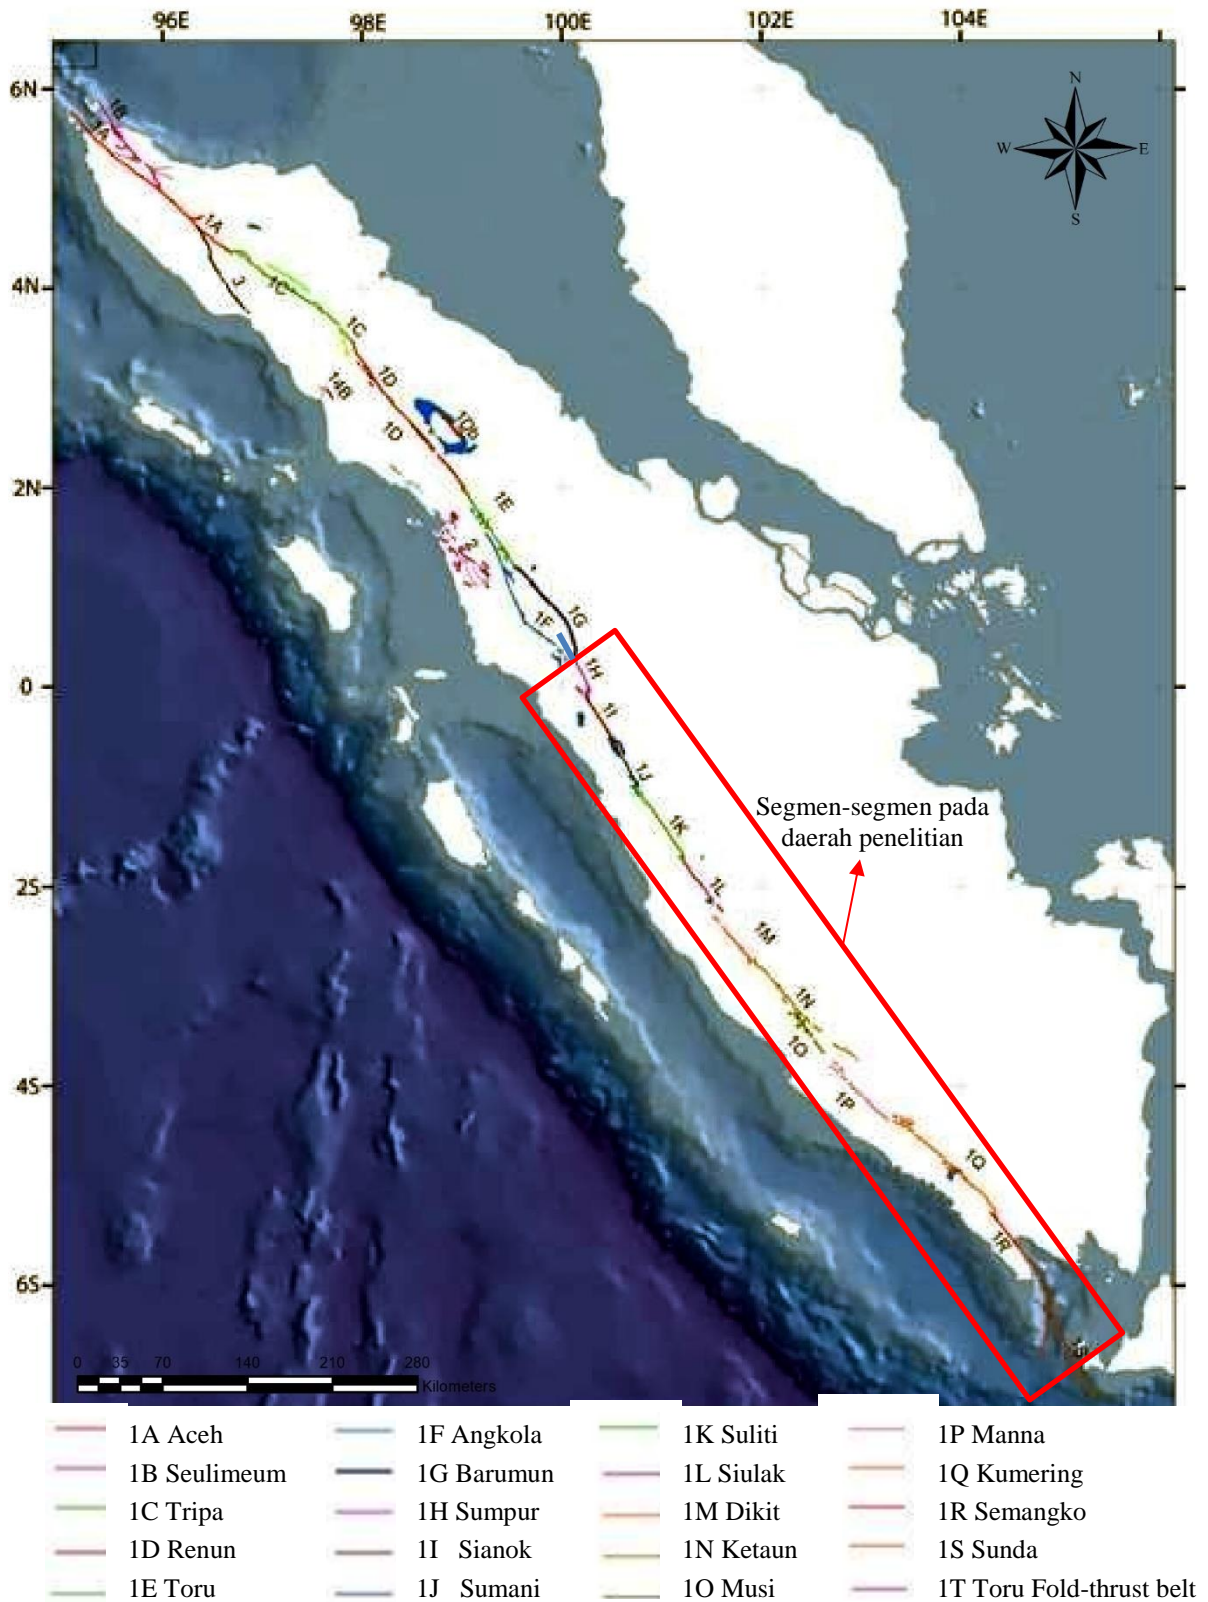 96E 98E 100E 102E 104E
6N
4N
2N
0
2S
4S
6S
N
W E
S
1B
1A
1A
3
1C
1C
1D
14B
1D
1E
2
1G
1F
1H
1I
1J
Segmen-segmen pada
daerah penelitian
1K
1L
1M
1N
1O
1P
1Q
1R
0 35 70 140 210 280
Kilometers
1A Aceh 1F Angkola 1K Suliti 1P Manna
1B Seulimeum 1G Barumun 1L Siulak 1Q Kumering
1C Tripa 1H Sumpur 1M Dikit 1R Semangko
1D Renun 1I Sianok 1N Ketaun 1S Sunda
1E Toru 1J Sumani 1O Musi 1T Toru Fold-thrust belt